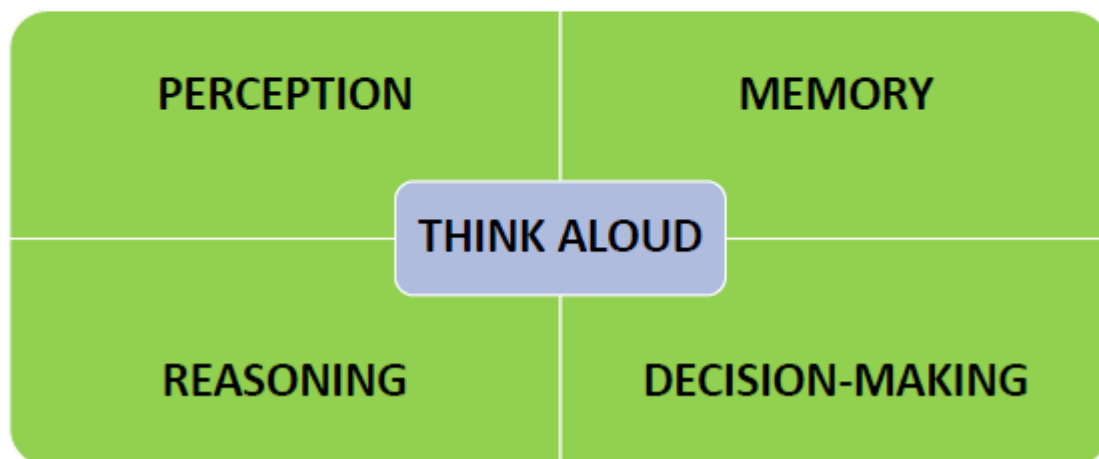 PERCEPTION
MEMORY
THINK ALOUD
REASONING
DECISION-MAKING